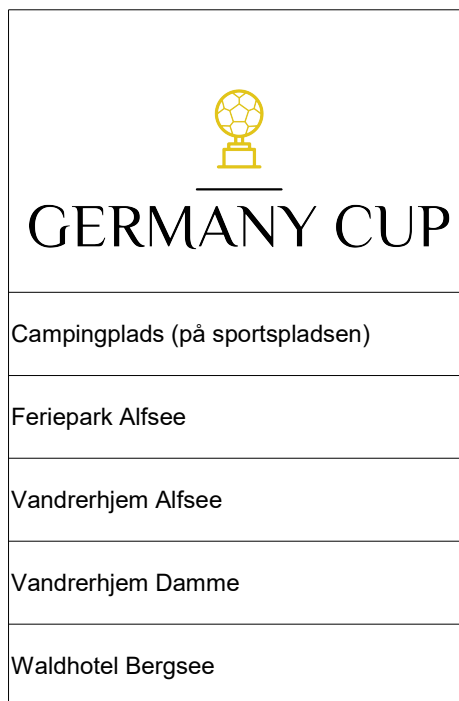 GERMANY CUP
Campingplads (på sportspladsen)
Feriepark Alfsee
Vandrerhjem Alfsee
Vandrerhjem Damme
Waldhotel Bergsee